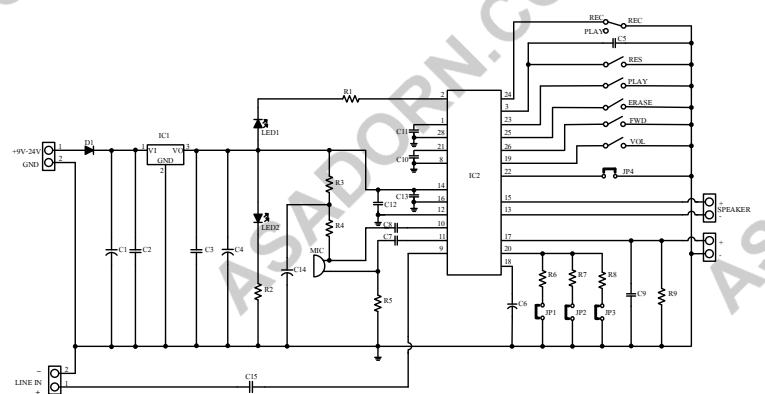 REC
REC
PLAY
C5
RES
PLAY
ERASE
FWD
VOL
JP4
R1
2
24
3
23
25
26
19
22
15
13
17
20
18
1
28
21
8
14
16
12
10
11
9
IC2
C11
C10
C13
C12
C8
C7
LED1
LED2
IC1
VI
VO
GND
1
3
2
+9V-24V
GND
1
2
D1
C1
C2
C3
C4
R2
R3
R4
MIC
C14
R5
C6
R6
R7
R8
JP1
JP2
JP3
C9
R9
+
SPEAKER
-
+
-
−
LINE IN
+
2
1
C15
ASADORN.CO
AS